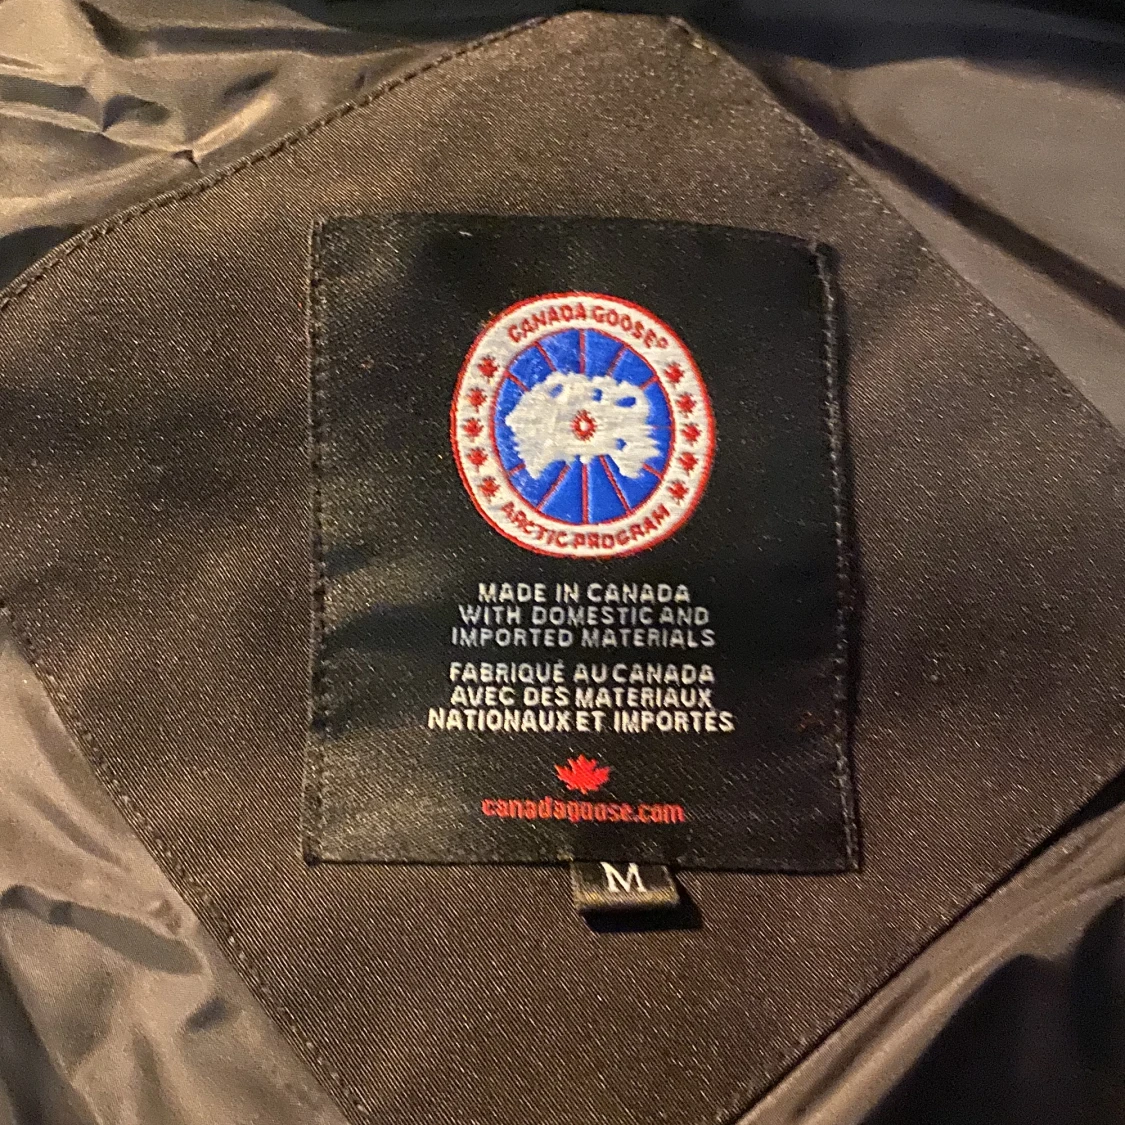 CANADA GOOSE®
ARCTIC PROGRAM
MADE IN CANADA
WITH DOMESTIC AND
IMPORTED MATERIALS
FABRIQUÉ AU CANADA
AVEC DES MATERIAUX
NATIONAUX ET IMPORTÉS
canadagoose.com
M